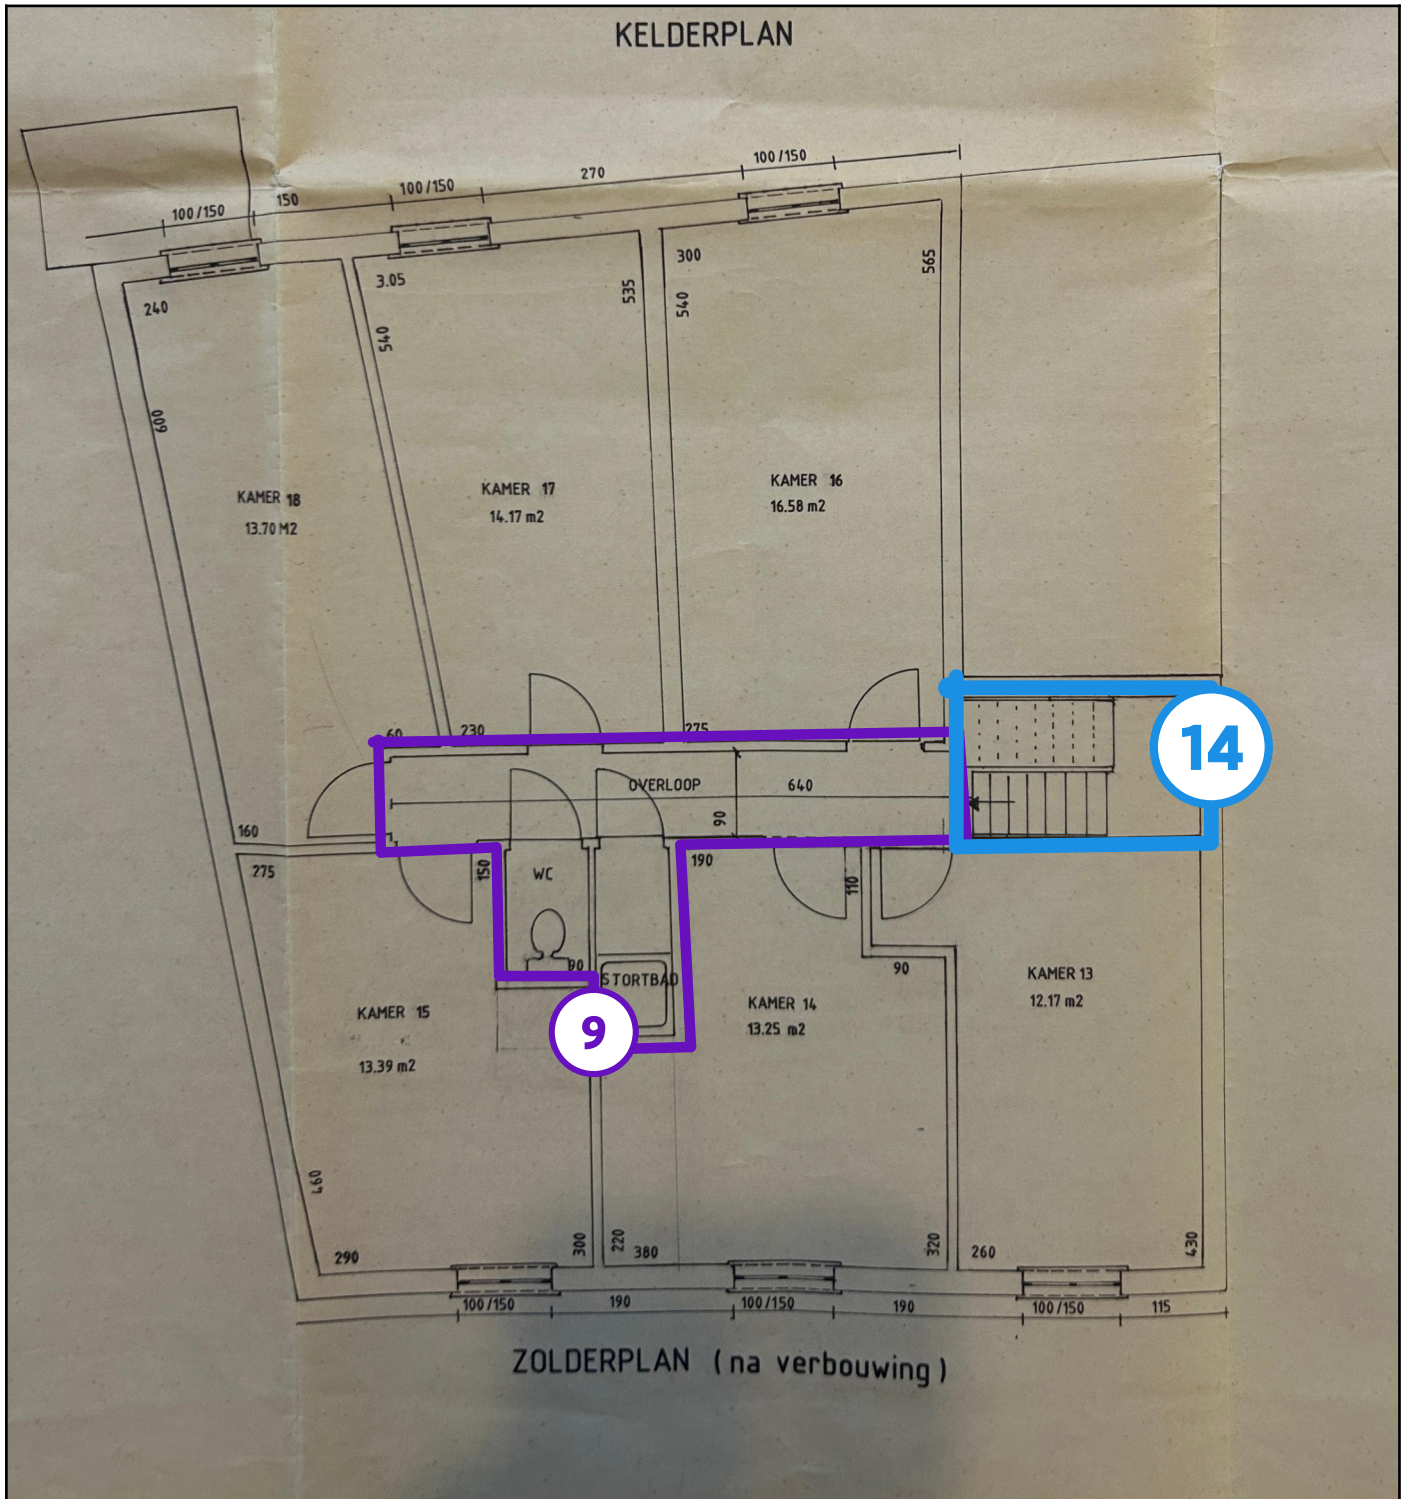 KELDERPLAN
100/150
150
100/150
270
100/150
240
3.05
535
300
565
600
540
540
KAMER 18
13.70 M2
KAMER 17
14.17 m2
KAMER 16
16.58 m2
60
230
275
OVERLOOP
640
90
14
160
275
150
WC
190
110
90
STORTBAD
90
KAMER 13
12.17 m2
KAMER 15
13.39 m2
9
KAMER 14
13.25 m2
460
290
300
220
380
320
260
430
100/150
190
100/150
190
100/150
115
ZOLDERPLAN (na verbouwing)